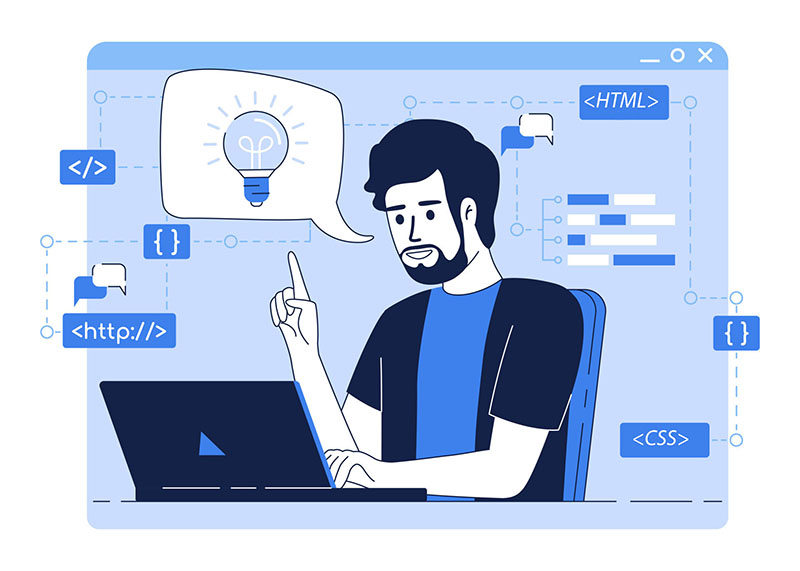 <HTML>
</>
{ }
<http://>
{ }
<CSS>